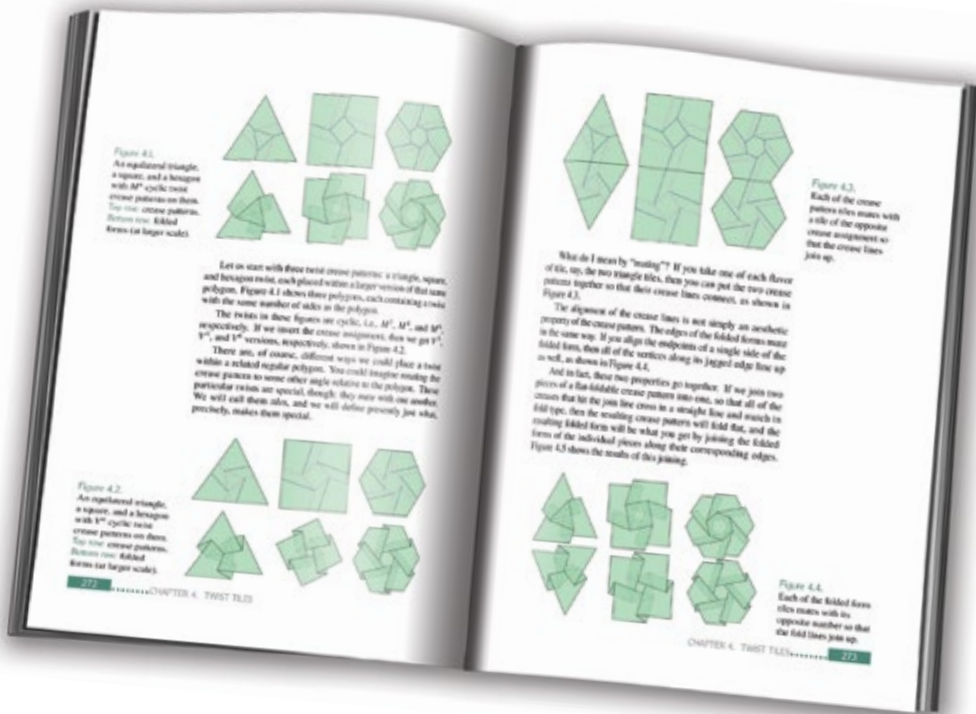 Figure 4.1.
An equilateral triangle,
a square, and a hexagon
with Mⁿ cyclic twist
crease patterns on them.
Top row: crease patterns.
Bottom row: folded
forms (at larger scale).
Let us start with three twist crease patterns: a triangle, square,
and hexagon twist, each placed within a larger version of that same
polygon. Figure 4.1 shows three polygons, each containing a twist
with the same number of sides as the polygon.
The twists in these figures are cyclic, i.e., M³, M⁴, and M⁶,
respectively. If we invert the crease assignment, then we get V³,
V⁴, and V⁶ versions, respectively, shown in Figure 4.2.
There are, of course, different ways we could place a twist
within a related regular polygon. You could imagine rotating the
crease pattern to some other angle relative to the polygon. These
particular twists are special, though: they mate with one another.
We will call them tiles, and we will define presently just what,
precisely, makes them special.
Figure 4.2.
An equilateral triangle,
a square, and a hexagon
with Vⁿ cyclic twist
crease patterns on them.
Top row: crease patterns.
Bottom row: folded
forms (at larger scale).
272
CHAPTER 4. TWIST TILES
Figure 4.3.
Each of the crease
pattern tiles mates with
a tile of the opposite
crease assignment so
that the crease lines
join up.
What do I mean by "mating"? If you take one of each flavor
of tile, say, the two triangle tiles, then you can put the two crease
patterns together so that their crease lines connect, as shown in
Figure 4.3.
The alignment of the crease lines is not simply an aesthetic
property of the crease pattern. The edges of the folded forms mate
in the same way. If you align the endpoints of a single side of the
folded form, then all of the vertices along its jagged edge line up
as well, as shown in Figure 4.4.
And in fact, these two properties go together. If we join two
pieces of a flat-foldable crease pattern into one, so that all of the
creases that hit the join line cross in a straight line and match in
fold type, then the resulting crease pattern will fold flat, and the
resulting folded form will be what you get by joining the folded
forms of the individual pieces along their corresponding edges.
Figure 4.5 shows the results of this joining.
Figure 4.4.
Each of the folded form
tiles mates with its
opposite number so that
the fold lines join up.
CHAPTER 4. TWIST TILES
273